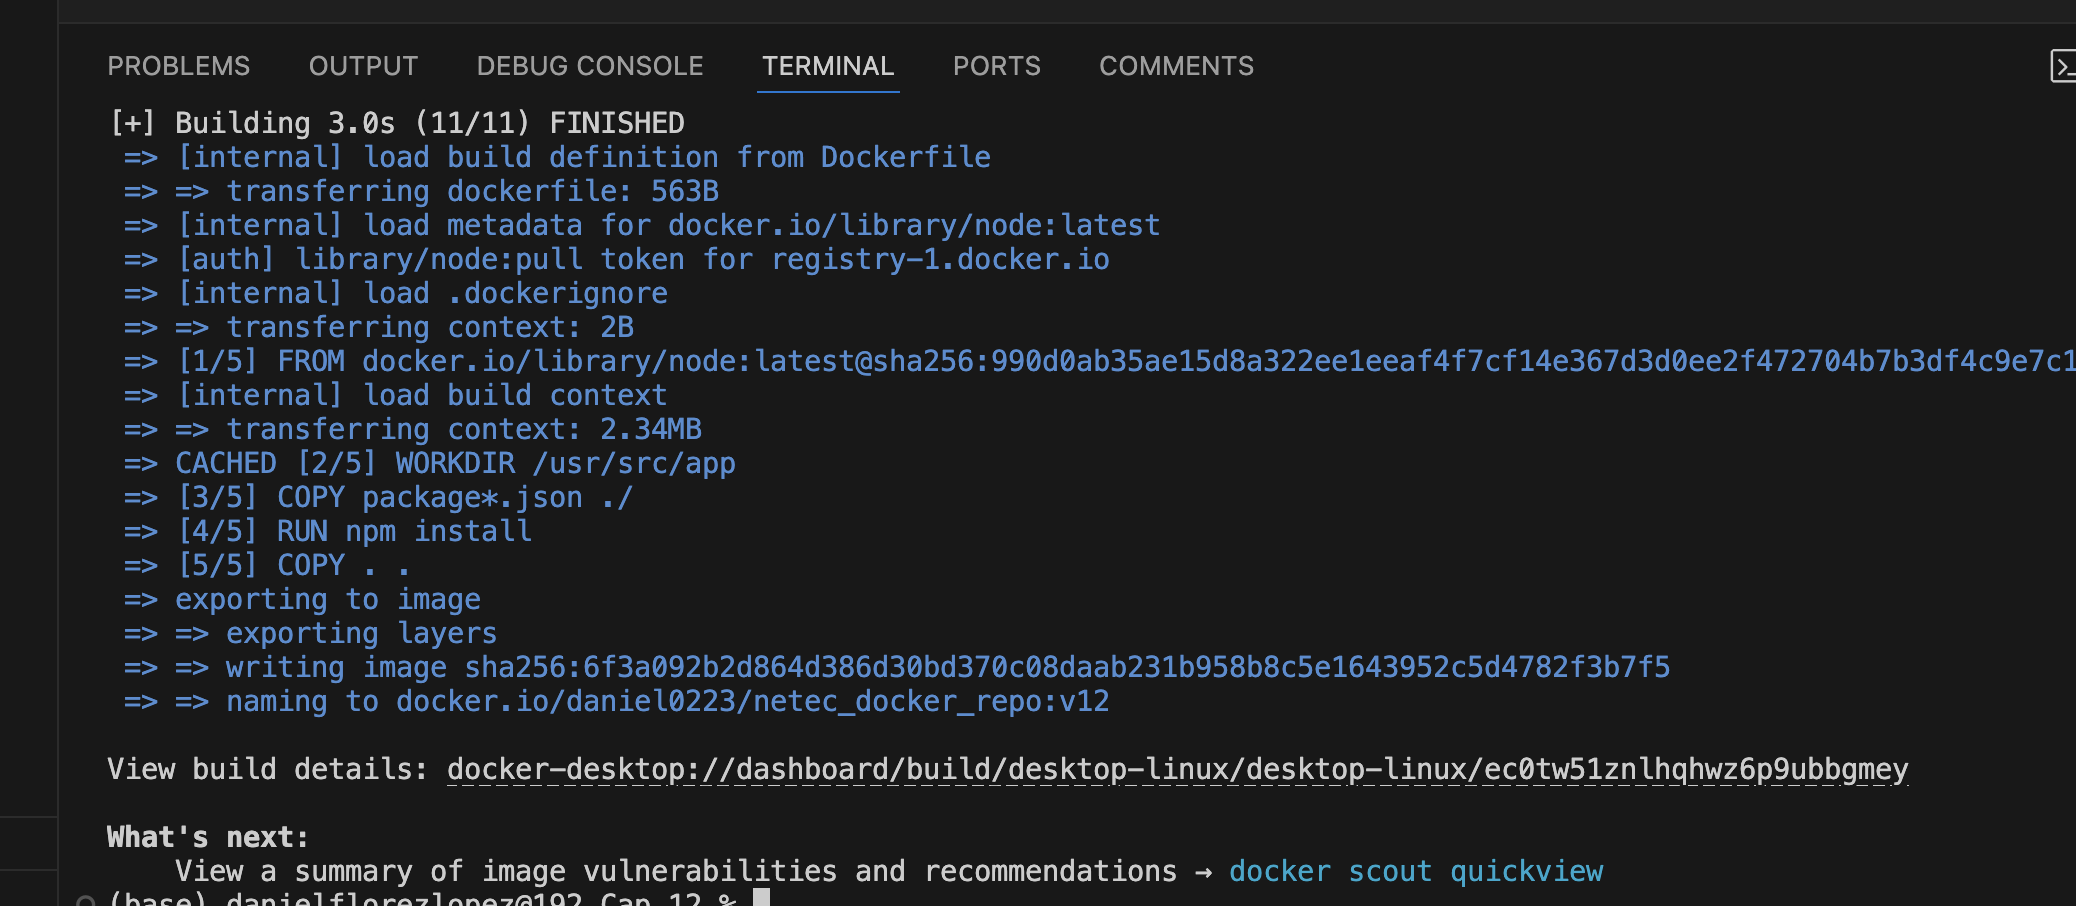 PROBLEMS OUTPUT DEBUG CONSOLE TERMINAL PORTS COMMENTS
[+] Building 3.0s (11/11) FINISHED
=> [internal] load build definition from Dockerfile
=> => transferring dockerfile: 563B
=> [internal] load metadata for docker.io/library/node:latest
=> [auth] library/node:pull token for registry-1.docker.io
=> [internal] load .dockerignore
=> => transferring context: 2B
=> [1/5] FROM docker.io/library/node:latest@sha256:990d0ab35ae15d8a322ee1eeaf4f7cf14e367d3d0ee2f472704b7b3df4c9e7c1
=> [internal] load build context
=> => transferring context: 2.34MB
=> CACHED [2/5] WORKDIR /usr/src/app
=> [3/5] COPY package*.json ./
=> [4/5] RUN npm install
=> [5/5] COPY . .
=> exporting to image
=> => exporting layers
=> => writing image sha256:6f3a092b2d864d386d30bd370c08daab231b958b8c5e1643952c5d4782f3b7f5
=> => naming to docker.io/daniel0223/netec_docker_repo:v12
View build details: docker-desktop://dashboard/build/desktop-linux/desktop-linux/ec0tw51znlhqhwz6p9ubbgmey
What's next:
View a summary of image vulnerabilities and recommendations → docker scout quickview
(base) danielflorezlopez@192 Cap_12 %